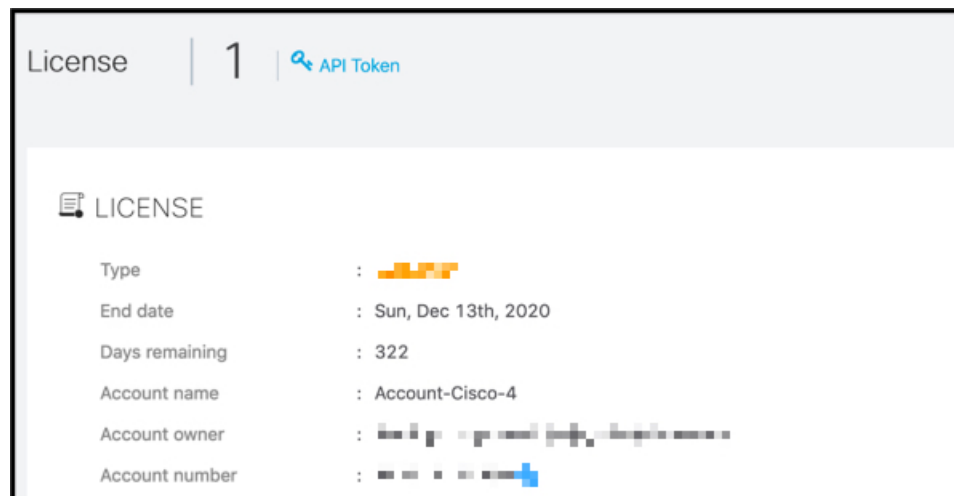 License 1 API Token
LICENSE
Type :
End date : Sun, Dec 13th, 2020
Days remaining : 322
Account name : Account-Cisco-4
Account owner :
Account number :